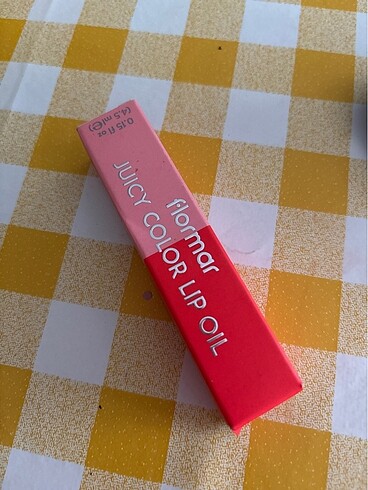 flormar
JUICY COLOR LIP OIL
0.15 fl oz
(4.5 ml ℮)